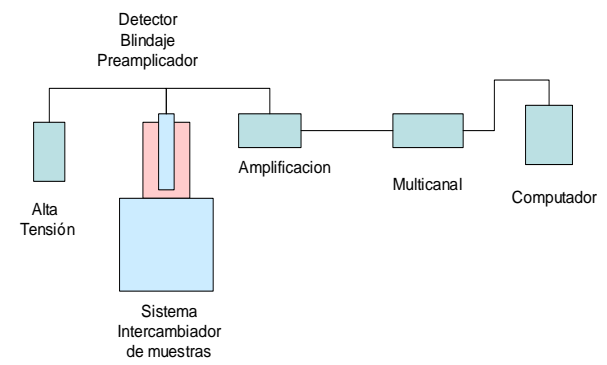 Detector
Blindaje
Preamplicador
Amplificacion
Multicanal
Computador
Alta
Tensión
Sistema
Intercambiador
de muestras